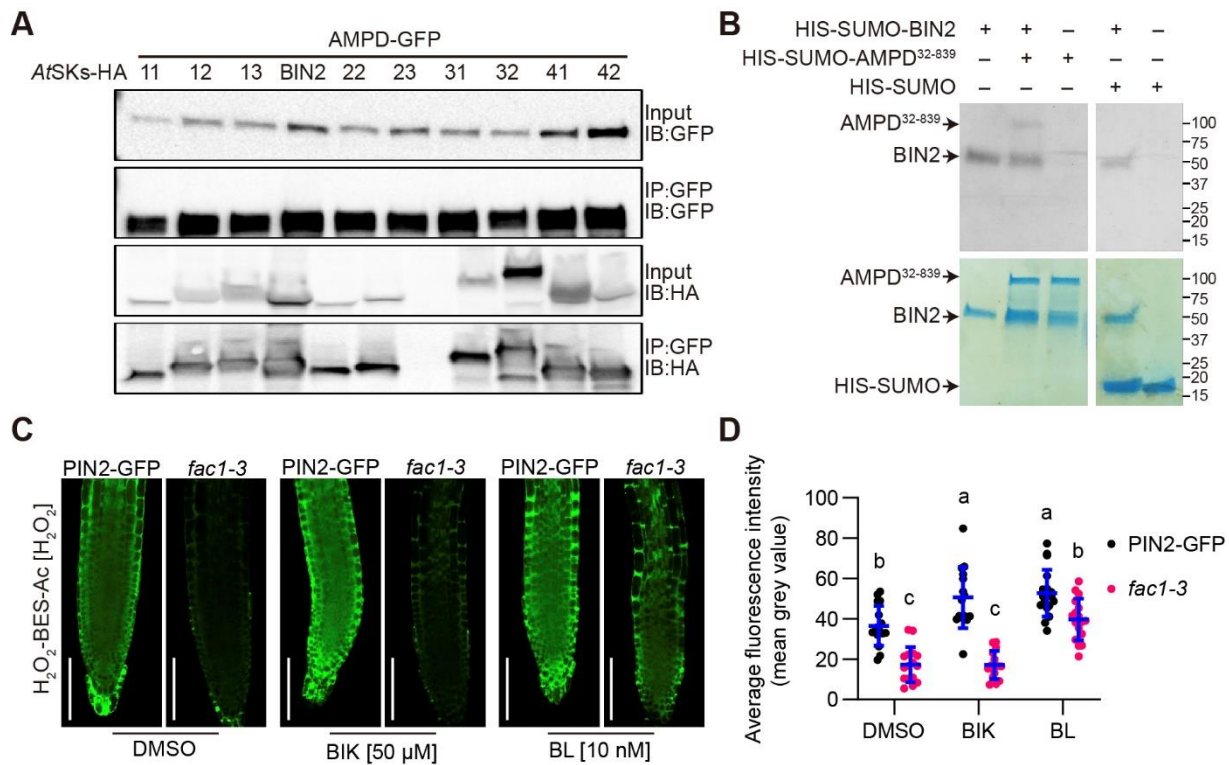 A
AMPD-GFP
AtSKs-HA 11 12 13 BIN2 22 23 31 32 41 42
Input
IB:GFP
IP:GFP
IB:GFP
Input
IB:HA
IP:GFP
IB:HA
B
HIS-SUMO-BIN2 + + – + –
HIS-SUMO-AMPD³²⁻⁸³⁹ – + + – –
HIS-SUMO – – – + +
AMPD³²⁻⁸³⁹
BIN2
100
75
50
37
25
20
15
AMPD³²⁻⁸³⁹
BIN2
HIS-SUMO
100
75
50
37
25
20
15
C
PIN2-GFP fac1-3 PIN2-GFP fac1-3 PIN2-GFP fac1-3
H₂O₂-BES-Ac [H₂O₂]
DMSO BIK [50 µM] BL [10 nM]
D
Average fluorescence intensity
(mean grey value)
100
80
60
40
20
0
b c a c a b
DMSO BIK BL
PIN2-GFP
fac1-3